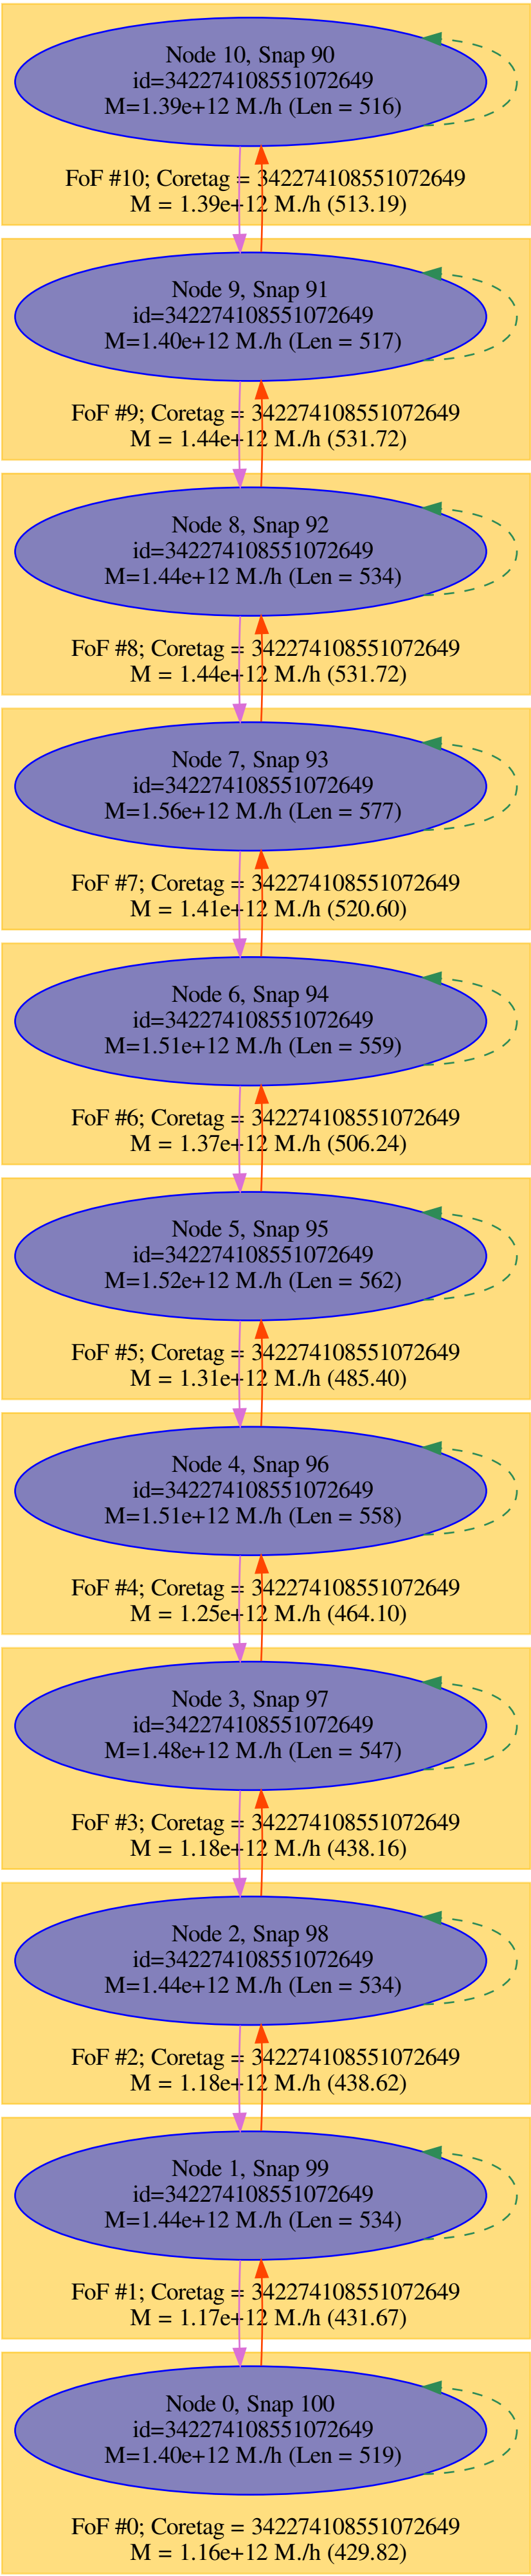 Node 10, Snap 90
id=342274108551072649
M=1.39e+12 M./h (Len = 516)
FoF #10; Coretag = 342274108551072649
M = 1.39e+12 M./h (513.19)
Node 9, Snap 91
id=342274108551072649
M=1.40e+12 M./h (Len = 517)
FoF #9; Coretag = 342274108551072649
M = 1.44e+12 M./h (531.72)
Node 8, Snap 92
id=342274108551072649
M=1.44e+12 M./h (Len = 534)
FoF #8; Coretag = 342274108551072649
M = 1.44e+12 M./h (531.72)
Node 7, Snap 93
id=342274108551072649
M=1.56e+12 M./h (Len = 577)
FoF #7; Coretag = 342274108551072649
M = 1.41e+12 M./h (520.60)
Node 6, Snap 94
id=342274108551072649
M=1.51e+12 M./h (Len = 559)
FoF #6; Coretag = 342274108551072649
M = 1.37e+12 M./h (506.24)
Node 5, Snap 95
id=342274108551072649
M=1.52e+12 M./h (Len = 562)
FoF #5; Coretag = 342274108551072649
M = 1.31e+12 M./h (485.40)
Node 4, Snap 96
id=342274108551072649
M=1.51e+12 M./h (Len = 558)
FoF #4; Coretag = 342274108551072649
M = 1.25e+12 M./h (464.10)
Node 3, Snap 97
id=342274108551072649
M=1.48e+12 M./h (Len = 547)
FoF #3; Coretag = 342274108551072649
M = 1.18e+12 M./h (438.16)
Node 2, Snap 98
id=342274108551072649
M=1.44e+12 M./h (Len = 534)
FoF #2; Coretag = 342274108551072649
M = 1.18e+12 M./h (438.62)
Node 1, Snap 99
id=342274108551072649
M=1.44e+12 M./h (Len = 534)
FoF #1; Coretag = 342274108551072649
M = 1.17e+12 M./h (431.67)
Node 0, Snap 100
id=342274108551072649
M=1.40e+12 M./h (Len = 519)
FoF #0; Coretag = 342274108551072649
M = 1.16e+12 M./h (429.82)